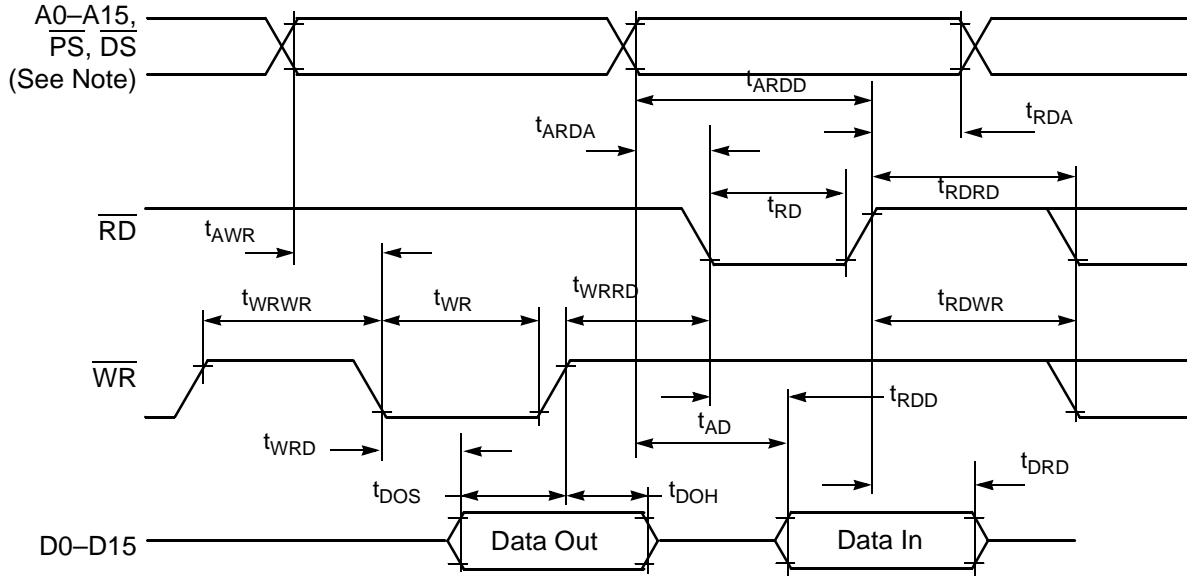 A0–A15,
PS, DS
(See Note)
tARDD
tARDA
tRDA
tRD
tRDRD
RD
tAWR
tWRWR
tWR
tWRRD
tRDWR
WR
tRDD
tAD
tWRD
tDRD
tDOS
tDOH
D0–D15
Data Out
Data In